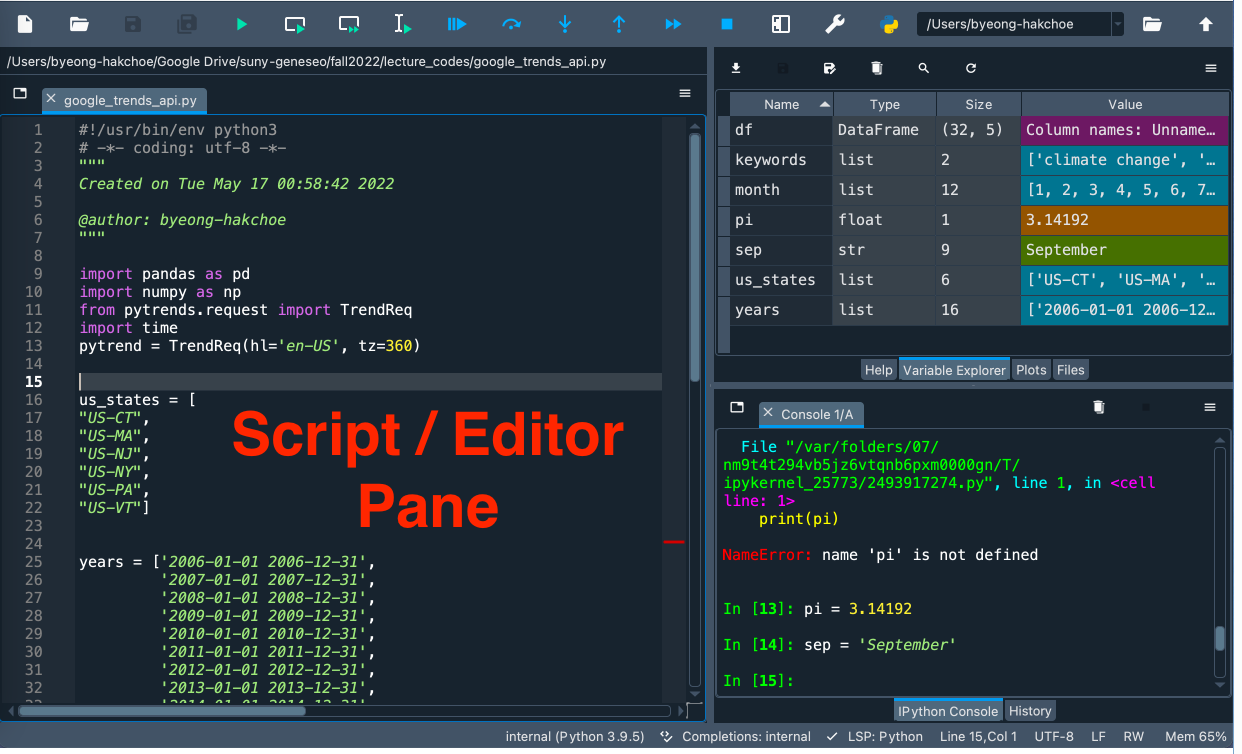 /Users/byeong-hakchoe
/Users/byeong-hakchoe/Google Drive/suny-geneseo/fall2022/lecture_codes/google_trends_api.py
google_trends_api.py
1 #!/usr/bin/env python3
2 # -*- coding: utf-8 -*-
3 """
4 Created on Tue May 17 00:58:42 2022
5
6 @author: byeong-hakchoe
7 """
8
9 import pandas as pd
10 import numpy as np
11 from pytrends.request import TrendReq
12 import time
13 pytrend = TrendReq(hl='en-US', tz=360)
14
15
16 us_states = [
17 "US-CT",
18 "US-MA",
19 "US-NJ",
20 "US-NY",
21 "US-PA",
22 "US-VT"]
23
24
25 years = ['2006-01-01 2006-12-31',
26 '2007-01-01 2007-12-31',
27 '2008-01-01 2008-12-31',
28 '2009-01-01 2009-12-31',
29 '2010-01-01 2010-12-31',
30 '2011-01-01 2011-12-31',
31 '2012-01-01 2012-12-31',
32 '2013-01-01 2013-12-31',
33 '2014-01-01 2014-12-31',
Script / Editor
Pane
Name Type Size Value
df DataFrame (32, 5) Column names: Unname…
keywords list 2 ['climate change', '…
month list 12 [1, 2, 3, 4, 5, 6, 7…
pi float 1 3.14192
sep str 9 September
us_states list 6 ['US-CT', 'US-MA', '…
years list 16 ['2006-01-01 2006-12…
Help Variable Explorer Plots Files
Console 1/A
File "/var/folders/07/
nm9t4t294vb5jz6vtqnb6pxm0000gn/T/
ipykernel_25773/2493917274.py", line 1, in <cell
line: 1>
print(pi)
NameError: name 'pi' is not defined
In [13]: pi = 3.14192
In [14]: sep = 'September'
In [15]:
IPython Console History
internal (Python 3.9.5) Completions: internal LSP: Python Line 15,Col 1 UTF-8 LF RW Mem 65%